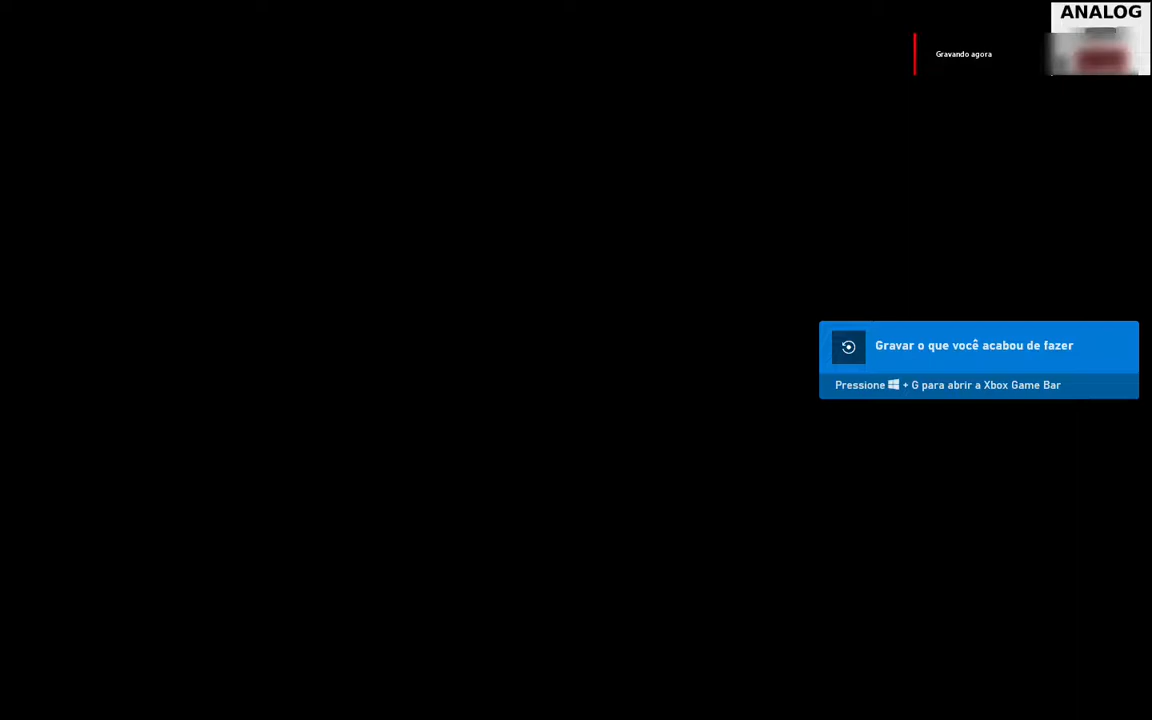 ANALOG
Gravando agora
Gravar o que você acabou de fazer
Pressione + G para abrir a Xbox Game Bar